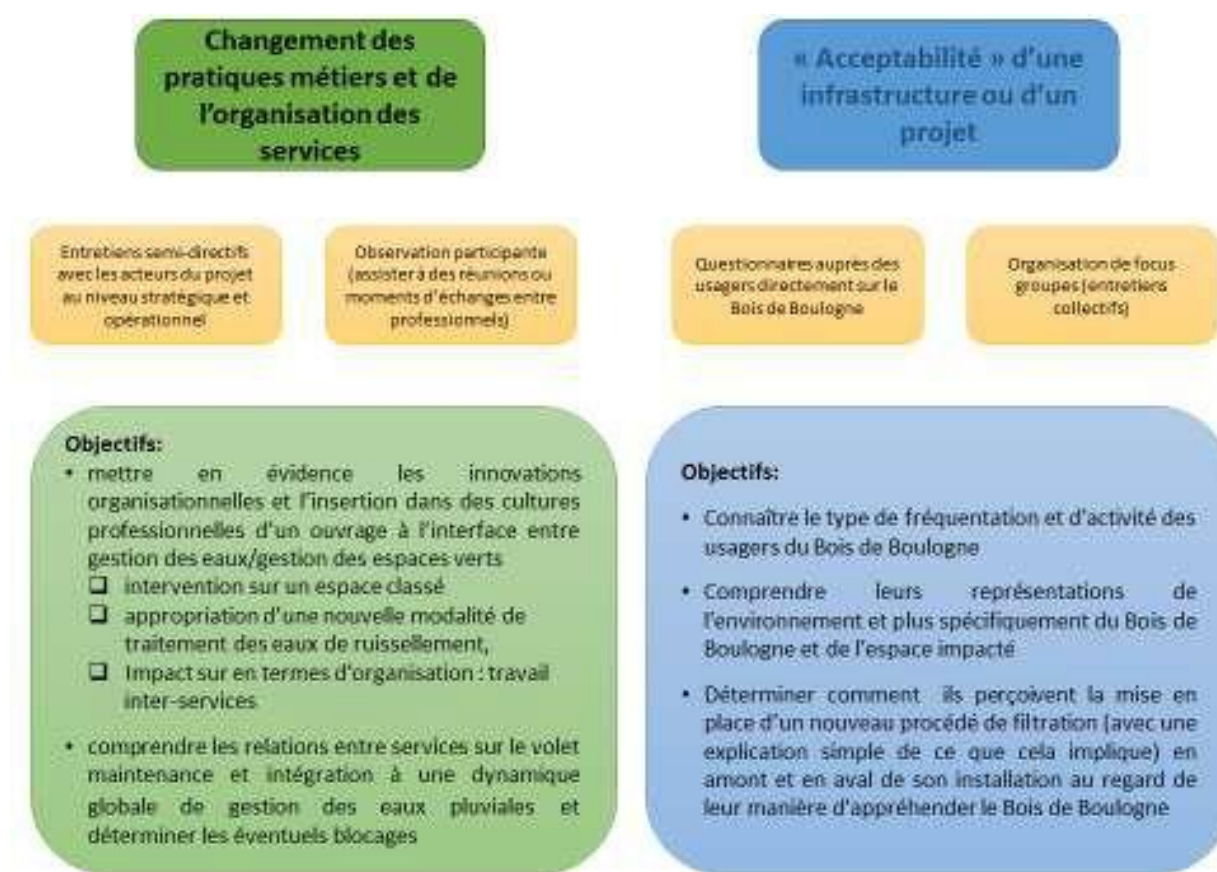 Changement des
pratiques métiers et de
l'organisation des
services
« Acceptabilité » d'une
infrastructure ou d'un
projet
Entretiens semi-directifs
avec les acteurs du projet
au niveau stratégique et
opérationnel
Observation participante
(assister à des réunions ou
moments d'échanges entre
professionnels)
Questionnaires auprès des
usagers directement sur le
Bois de Boulogne
Organisation de focus
groupes (entretiens
collectifs)
Objectifs:
• mettre en évidence les innovations
organisationnelles et l'insertion dans des cultures
professionnelles d'un ouvrage à l'interface entre
gestion des eaux/gestion des espaces verts
❑ intervention sur un espace classé
❑ appropriation d'une nouvelle modalité de
traitement des eaux de ruissellement,
❑ Impact sur en termes d'organisation : travail
inter-services
• comprendre les relations entre services sur le volet
maintenance et intégration à une dynamique
globale de gestion des eaux pluviales et
déterminer les éventuels blocages
Objectifs:
• Connaître le type de fréquentation et d'activité des
usagers du Bois de Boulogne
• Comprendre leurs représentations de
l'environnement et plus spécifiquement du Bois de
Boulogne et de l'espace impacté
• Déterminer comment ils perçoivent la mise en
place d'un nouveau procédé de filtration (avec une
explication simple de ce que cela implique) en
amont et en aval de son installation au regard de
leur manière d'appréhender le Bois de Boulogne